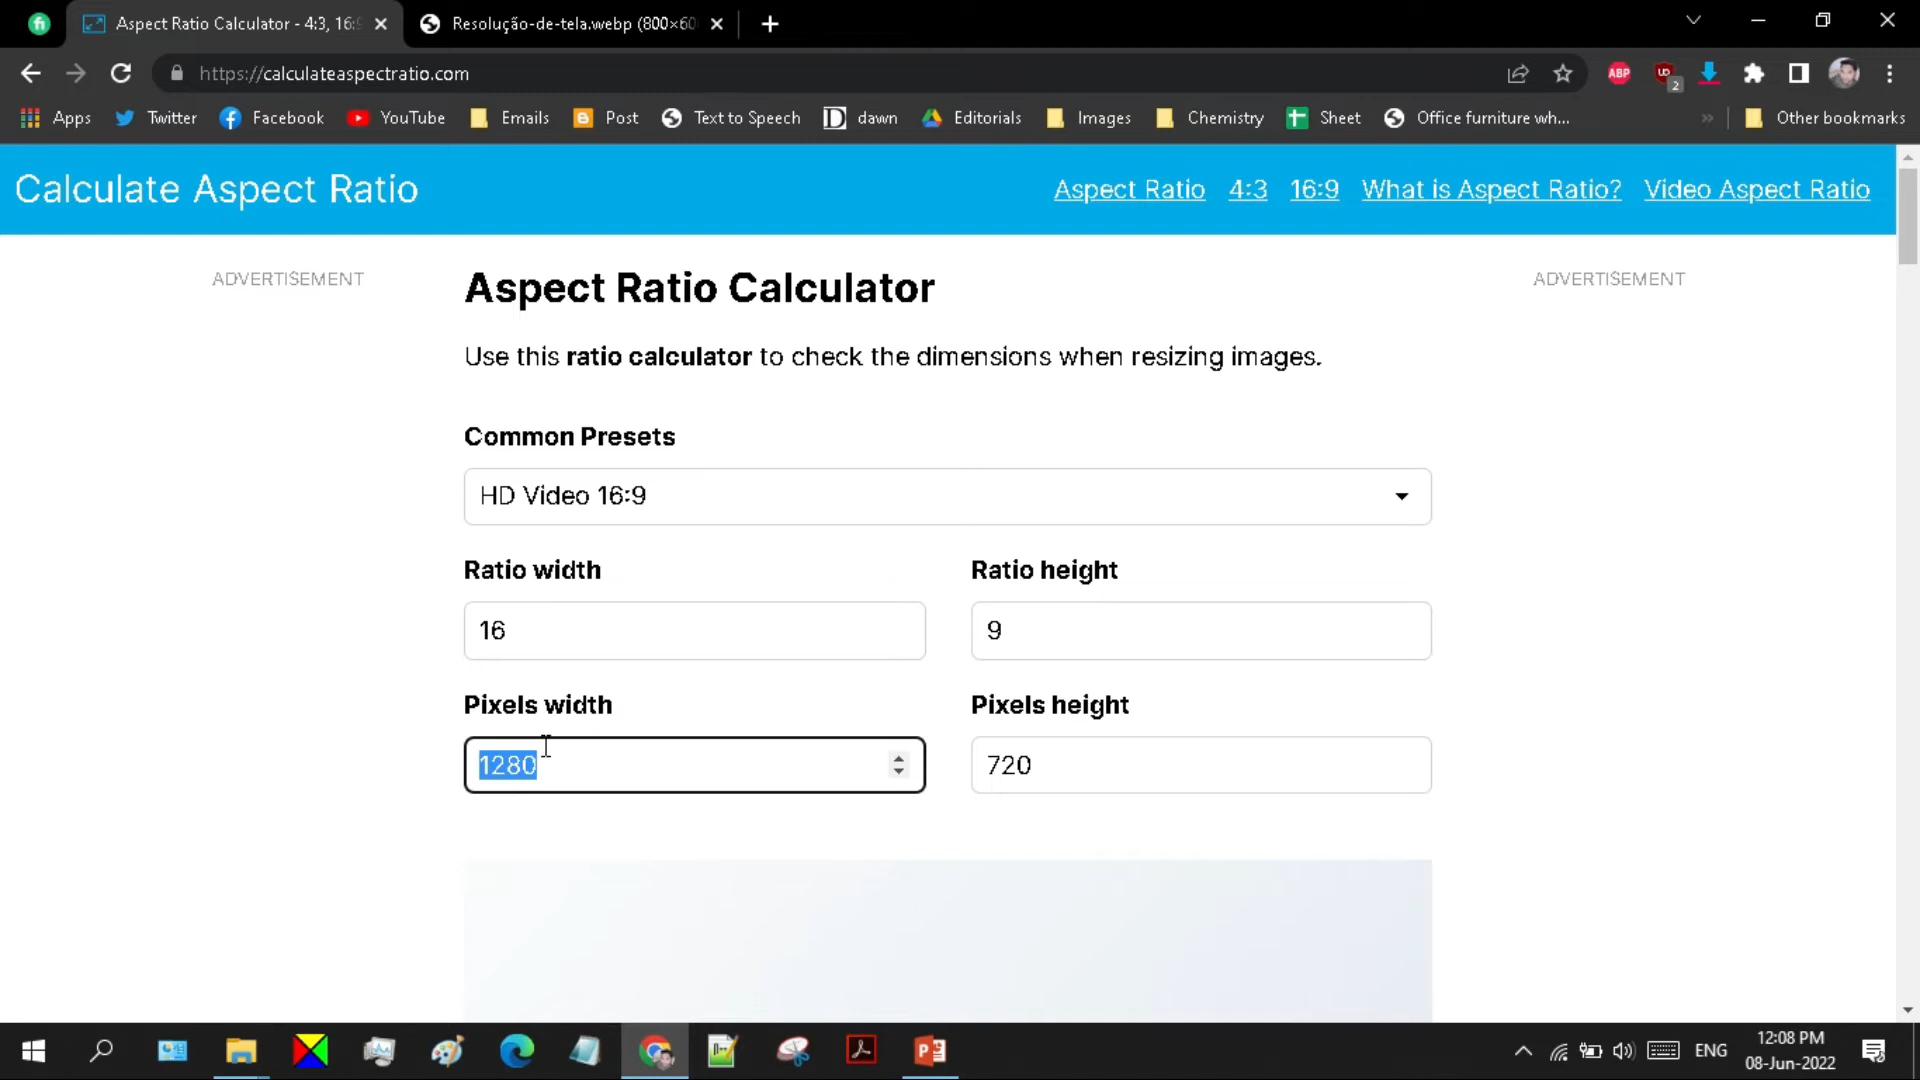 Aspect Ratio Calculator - 4:3, 16:9
Resolução-de-tela.webp (800×60
https://calculateaspectratio.com
ABP
2
Apps
Twitter
Facebook
YouTube
Emails
Post
Text to Speech
dawn
Editorials
Images
Chemistry
Sheet
Office furniture wh...
»
Other bookmarks
Calculate Aspect Ratio
Aspect Ratio
4:3
16:9
What is Aspect Ratio?
Video Aspect Ratio
ADVERTISEMENT
Aspect Ratio Calculator
ADVERTISEMENT
Use this ratio calculator to check the dimensions when resizing images.
Common Presets
HD Video 16:9
Ratio width
Ratio height
16
9
Pixels width
Pixels height
1280
720
ENG
12:08 PM
08-Jun-2022